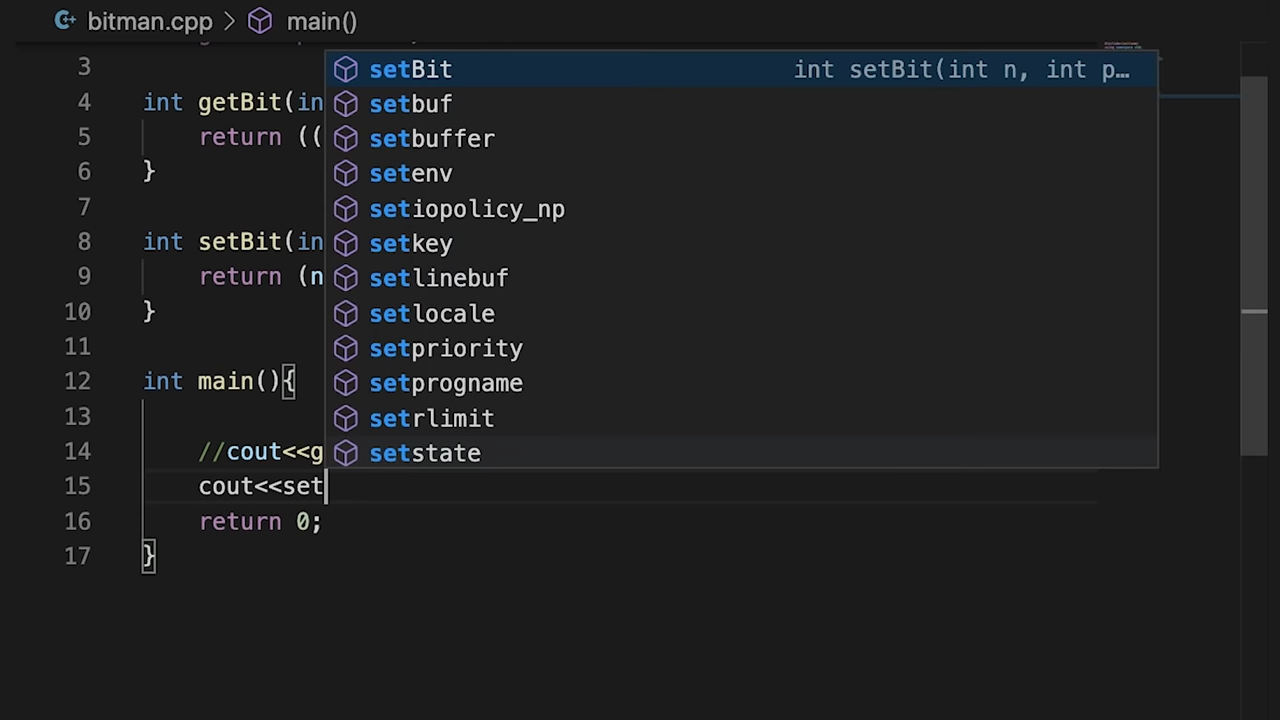 bitman.cpp > main()
3
4 int getBit(in
5 return ((
6 }
7
8 int setBit(in
9 return (n
10 }
11
12 int main(){
13
14 //cout<<g
15 cout<<set
16 return 0;
17 }
setBit int setBit(int n, int p…
setbuf
setbuffer
setenv
setiopolicy_np
setkey
setlinebuf
setlocale
setpriority
setprogname
setrlimit
setstate